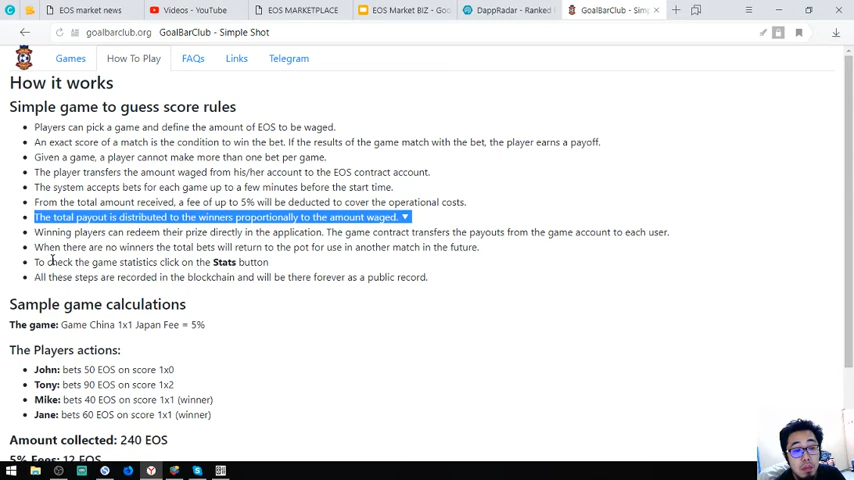 EOS market news
Videos - YouTube
EOS MARKETPLACE
EOS Market BIZ - Goo
DappRadar - Ranked
GoalBarClub - Simp
goalbarclub.org
GoalBarClub - Simple Shot
Games
How To Play
FAQs
Links
Telegram
How it works
Simple game to guess score rules
Players can pick a game and define the amount of EOS to be waged.
An exact score of a match is the condition to win the bet. If the results of the game match with the bet, the player earns a payoff.
Given a game, a player cannot make more than one bet per game.
The player transfers the amount waged from his/her account to the EOS contract account.
The system accepts bets for each game up to a few minutes before the start time.
From the total amount received, a fee of up to 5% will be deducted to cover the operational costs.
The total payout is distributed to the winners proportionally to the amount waged.
Winning players can redeem their prize directly in the application. The game contract transfers the payouts from the game account to each user.
When there are no winners the total bets will return to the pot for use in another match in the future.
To check the game statistics click on the Stats button
All these steps are recorded in the blockchain and will be there forever as a public record.
Sample game calculations
The game: Game China 1x1 Japan Fee = 5%
The Players actions:
John: bets 50 EOS on score 1x0
Tony: bets 90 EOS on score 1x2
Mike: bets 40 EOS on score 1x1 (winner)
Jane: bets 60 EOS on score 1x1 (winner)
Amount collected: 240 EOS
5% Fees: 12 EOS